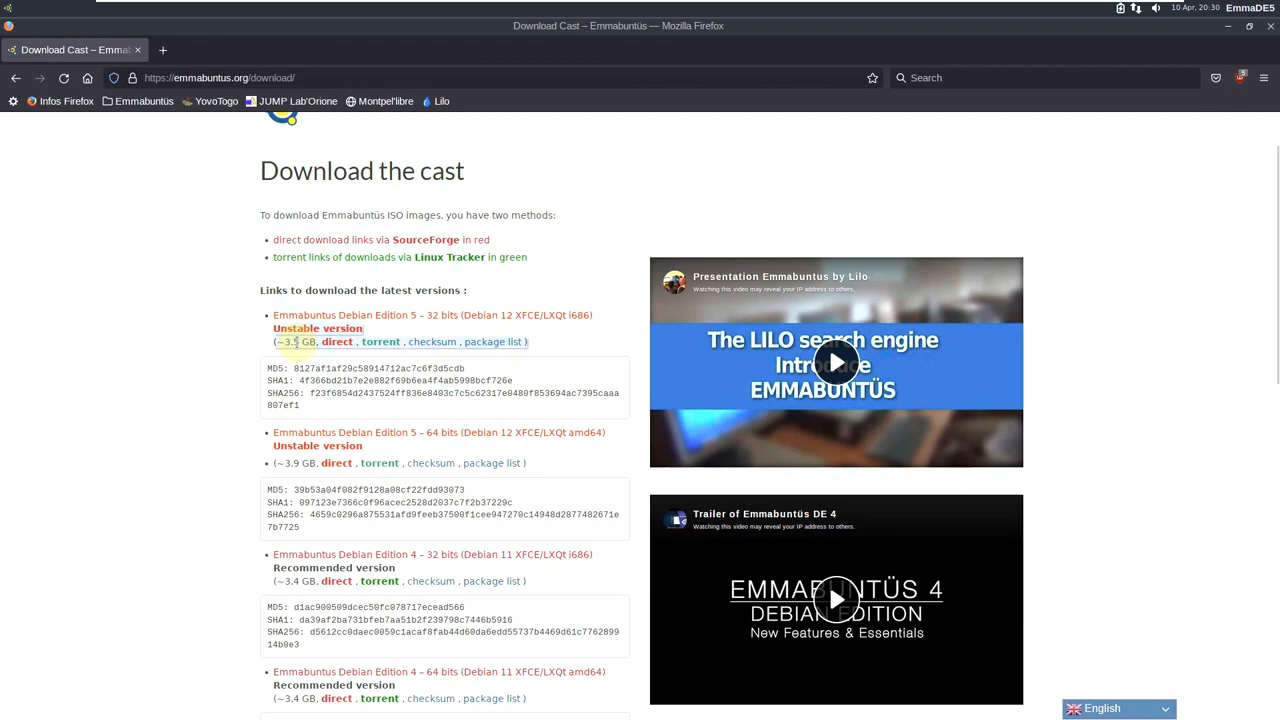 10 Apr, 20:30 EmmaDE5
Download Cast – Emmabuntüs — Mozilla Firefox
Download Cast – Emmal
https://emmabuntus.org/download/
Search
5
Infos Firefox Emmabuntüs YovoTogo JUMP Lab'Orione Montpel'libre Lilo
Download the cast
To download Emmabuntüs ISO images, you have two methods:
direct download links via SourceForge in red
torrent links of downloads via Linux Tracker in green
Links to download the latest versions :
Emmabuntus Debian Edition 5 – 32 bits (Debian 12 XFCE/LXQt i686)
Unstable version
(~3.5 GB, direct , torrent , checksum , package list )
MD5: 8127af1af29c58914712ac7c6f3d5cdb
SHA1: 4f366bd21b7e2e882f69b6ea4f4ab5998bcf726e
SHA256: f23f6854d2437524ff836e8403c7c5c62317e0480f853694ac7395caaa
807ef1
Emmabuntus Debian Edition 5 – 64 bits (Debian 12 XFCE/LXQt amd64)
Unstable version
(~3.9 GB, direct , torrent , checksum , package list )
MD5: 39b53a04f082f9128a08cf22fdd93073
SHA1: 097123e7366c0f96acec2528d2037c7f2b37229c
SHA256: 4659c0296a875531afd9feeb37500f1cee947270c14948d2877482671e
7b7725
Emmabuntus Debian Edition 4 – 32 bits (Debian 11 XFCE/LXQt i686)
Recommended version
(~3.4 GB, direct , torrent , checksum , package list )
MD5: d1ac900509dcec50fc078717ecead566
SHA1: da39af2ba731bfeb7aa51b2f239798c7446b5916
SHA256: d5612cc0daec0059c1acaf8fab44d60da6edd55737b4469d61c7762899
14b0e3
Emmabuntus Debian Edition 4 – 64 bits (Debian 11 XFCE/LXQt amd64)
Recommended version
(~3.4 GB, direct , torrent , checksum , package list )
Presentation Emmabuntus by Lilo
Watching this video may reveal your IP address to others.
The LILO search engine
Introduce
EMMABUNTÜS
Trailer of Emmabuntüs DE 4
Watching this video may reveal your IP address to others.
EMMABUNTÜS 4
DEBIAN EDITION
New Features & Essentials
English